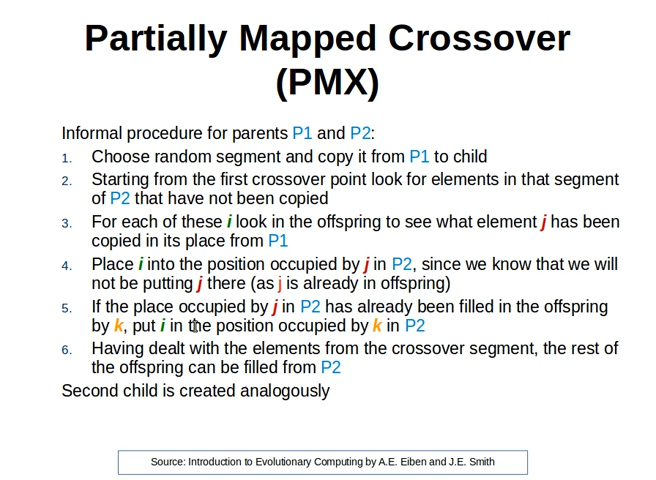 Partially Mapped Crossover
(PMX)
Informal procedure for parents P1 and P2:
1. Choose random segment and copy it from P1 to child
2. Starting from the first crossover point look for elements in that segment
of P2 that have not been copied
3. For each of these i look in the offspring to see what element j has been
copied in its place from P1
4. Place i into the position occupied by j in P2, since we know that we will
not be putting j there (as j is already in offspring)
5. If the place occupied by j in P2 has already been filled in the offspring
by k, put i in the position occupied by k in P2
6. Having dealt with the elements from the crossover segment, the rest of
the offspring can be filled from P2
Second child is created analogously
Source: Introduction to Evolutionary Computing by A.E. Eiben and J.E. Smith